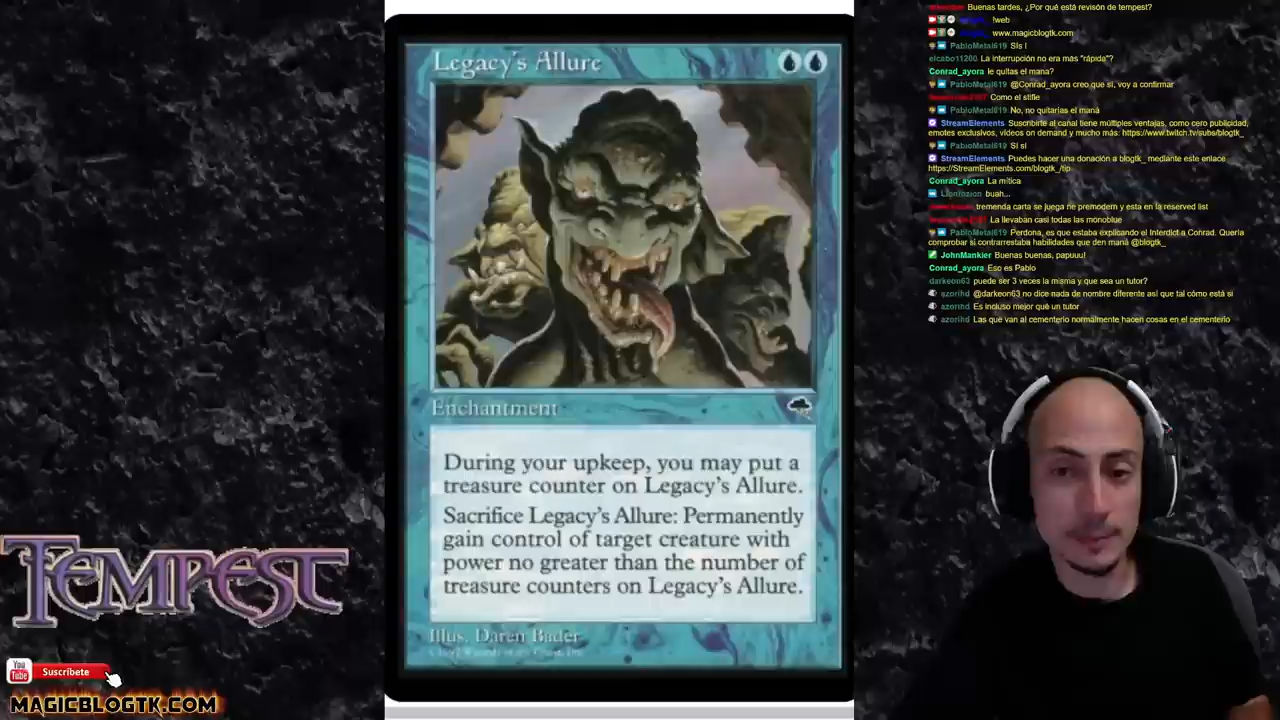 Legacy's Allure
Enchantment
During your upkeep, you may put a
treasure counter on Legacy's Allure.
Sacrifice Legacy's Allure: Permanently
gain control of target creature with
power no greater than the number of
treasure counters on Legacy's Allure.
Illus. Daren Bader
TEMPEST
You
Tube
Suscríbete
MAGICBLOGTK.COM
Buenas tardes, ¿Por qué está revisón de tempest?
!web
www.magicblogtk.com
PabloMetal619 Sis !
elcabo11200 La interrupción no era más "rápida"?
Conrad_ayora le quitas el mana?
PabloMetal619 @Conrad_ayora creo que sí, voy a confirmar
Como el stifle
PabloMetal619 No, no quitarías el maná
StreamElements Suscribirte al canal tiene múltiples ventajas, como cero publicidad,
emotes exclusivos, vídeos on demand y mucho más: https://www.twitch.tv/subs/blogtk_
PabloMetal619 Sí si
StreamElements Puedes hacer una donación a blogtk_ mediante este enlace
https://StreamElements.com/blogtk_/tip
Conrad_ayora La mítica
buah...
tremenda carta se juega ne premodern y esta en la reserved list
La llevaban casi todas las monoblue
PabloMetal619 Perdona, es que estaba explicando el Interdict a Conrad. Quería
comprobar si contrarrestaba habilidades que den maná @blogtk_
JohnMankier Buenas buenas, papuuu!
Conrad_ayora Eso es Pablo
darkeon63 puede ser 3 veces la misma y que sea un tutor?
azorihd @darkeon63 no dice nada de nombre diferente así que tal cómo está si
azorihd Es incluso mejor qué un tutor
azorihd Las que van al cementerio normalmente hacen cosas en el cementerio